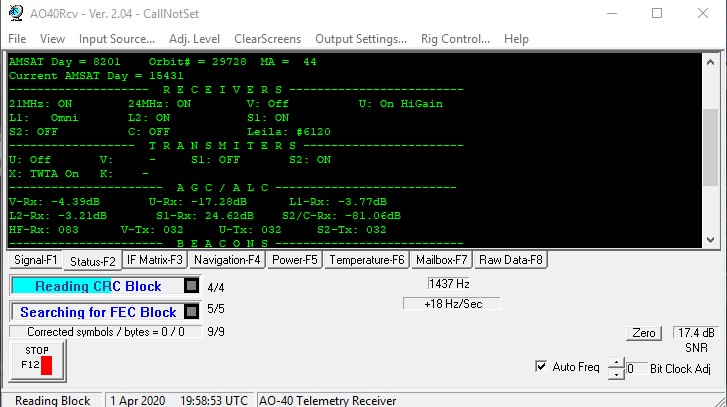 AO40Rcv - Ver. 2.04 - CallNotSet
File View Input Source... Adj. Level ClearScreens Output Settings... Rig Control... Help
AMSAT Day = 8201 Orbit# = 29728 MA = 44
Current AMSAT Day = 15431
-------------------- R E C E I V E R S --------------------------
21MHz: ON 24MHz: ON V: Off U: On HiGain
L1: Omni L2: ON S1: ON
S2: OFF C: OFF Leila: #6120
------------------ T R A N S M I T E R S ------------------------
U: Off V: - S1: OFF S2: ON
X: TWTA On K: -
---------------------- A G C / A L C --------------------------
V-Rx: -4.39dB U-Rx: -17.28dB L1-Rx: -3.77dB
L2-Rx: -3.21dB S1-Rx: 24.62dB S2/C-Rx: -81.06dB
HF-Rx: 083 V-Tx: 032 U-Tx: 032 S2-Tx: 032
---------------------- B E A C O N S ---------------------------
Signal-F1 Status-F2 IF Matrix-F3 Navigation-F4 Power-F5 Temperature-F6 Mailbox-F7 Raw Data-F8
Reading CRC Block 4/4 1437 Hz
+18 Hz/Sec
Searching for FEC Block 5/5
Corrected symbols / bytes = 0 / 0 9/9
Zero 17.4 dB
SNR
STOP
F12
Auto Freq 0 Bit Clock Adj
Reading Block 1 Apr 2020 19:58:53 UTC AO-40 Telemetry Receiver